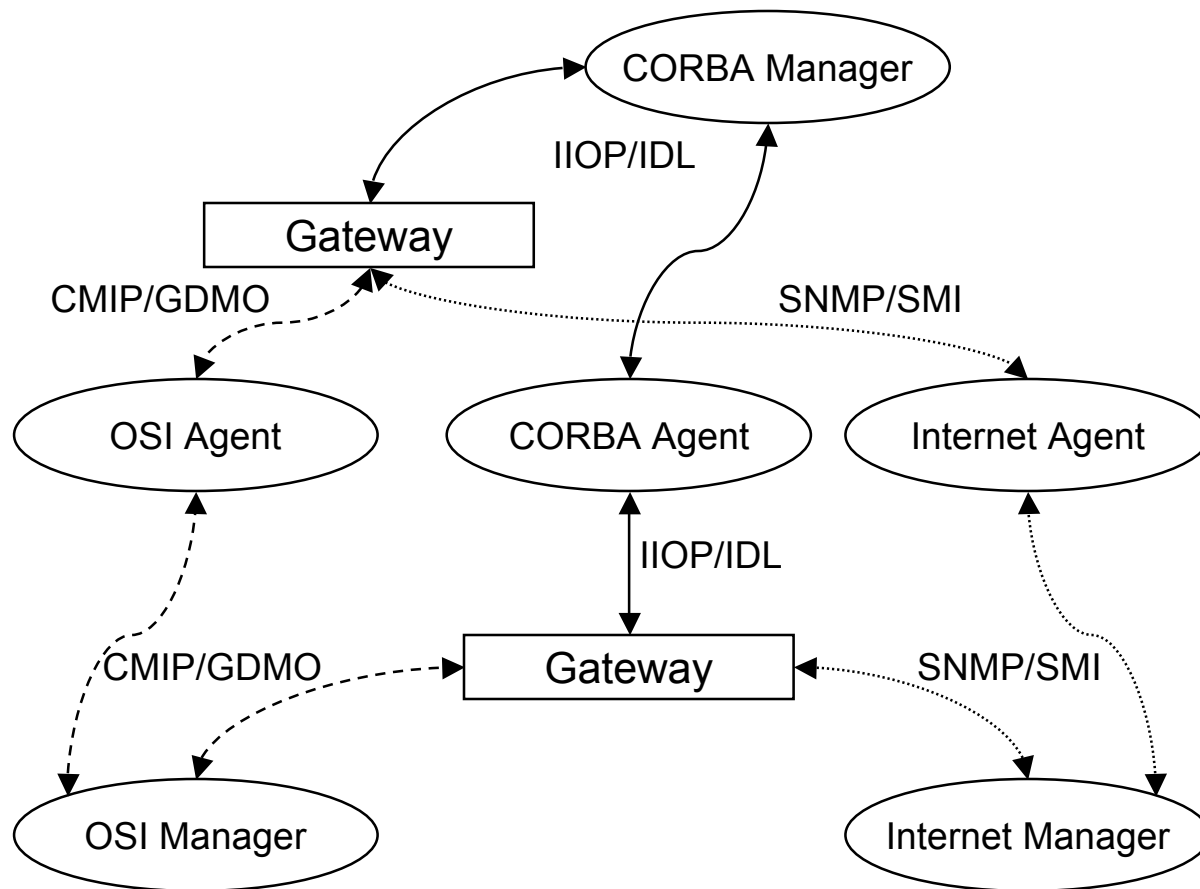 CORBA Manager
IIOP/IDL
Gateway
CMIP/GDMO
SNMP/SMI
OSI Agent
CORBA Agent
Internet Agent
IIOP/IDL
CMIP/GDMO
Gateway
SNMP/SMI
OSI Manager
Internet Manager